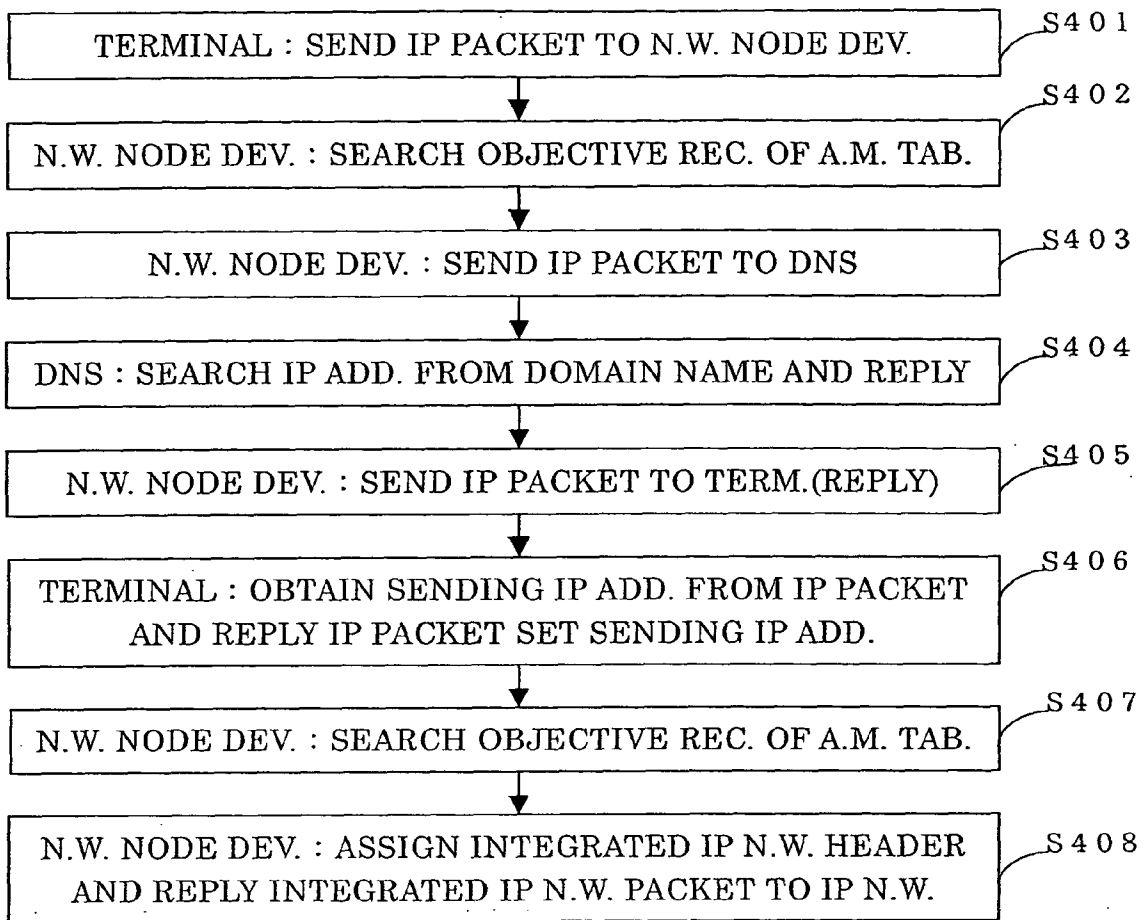 TERMINAL : SEND IP PACKET TO N.W. NODE DEV.
S401
N.W. NODE DEV. : SEARCH OBJECTIVE REC. OF A.M. TAB.
S402
N.W. NODE DEV. : SEND IP PACKET TO DNS
S403
DNS : SEARCH IP ADD. FROM DOMAIN NAME AND REPLY
S404
N.W. NODE DEV. : SEND IP PACKET TO TERM.(REPLY)
S405
TERMINAL : OBTAIN SENDING IP ADD. FROM IP PACKET
AND REPLY IP PACKET SET SENDING IP ADD.
S406
N.W. NODE DEV. : SEARCH OBJECTIVE REC. OF A.M. TAB.
S407
N.W. NODE DEV. : ASSIGN INTEGRATED IP N.W. HEADER
AND REPLY INTEGRATED IP N.W. PACKET TO IP N.W.
S408